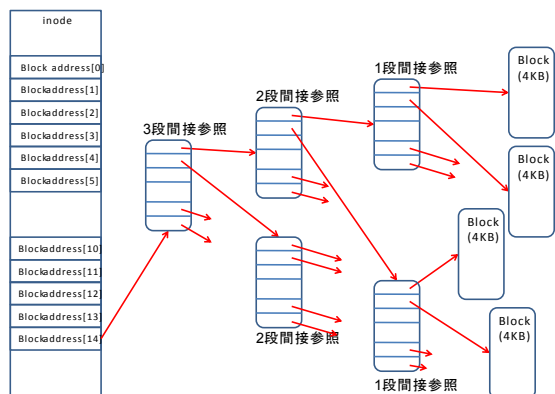 inode
Block address[0]
Blockaddress[1]
Blockaddress[2]
Blockaddress[3]
Blockaddress[4]
Blockaddress[5]
Blockaddress[10]
Blockaddress[11]
Blockaddress[12]
Blockaddress[13]
Blockaddress[14]
3段間接参照
2段間接参照
2段間接参照
1段間接参照
1段間接参照
Block
(4KB)
Block
(4KB)
Block
(4KB)
Block
(4KB)